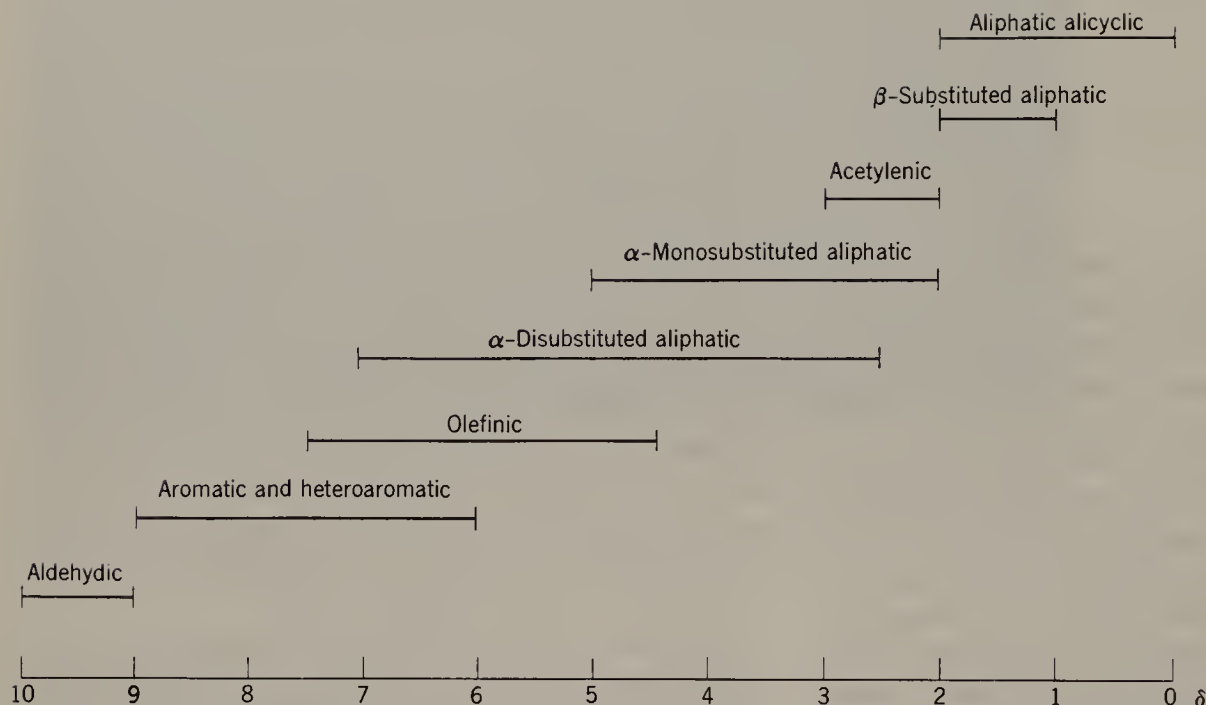 Aliphatic alicyclic
β-Substituted aliphatic
Acetylenic
α-Monosubstituted aliphatic
α-Disubstituted aliphatic
Olefinic
Aromatic and heteroaromatic
Aldehydic
10 9 8 7 6 5 4 3 2 1 0 δ